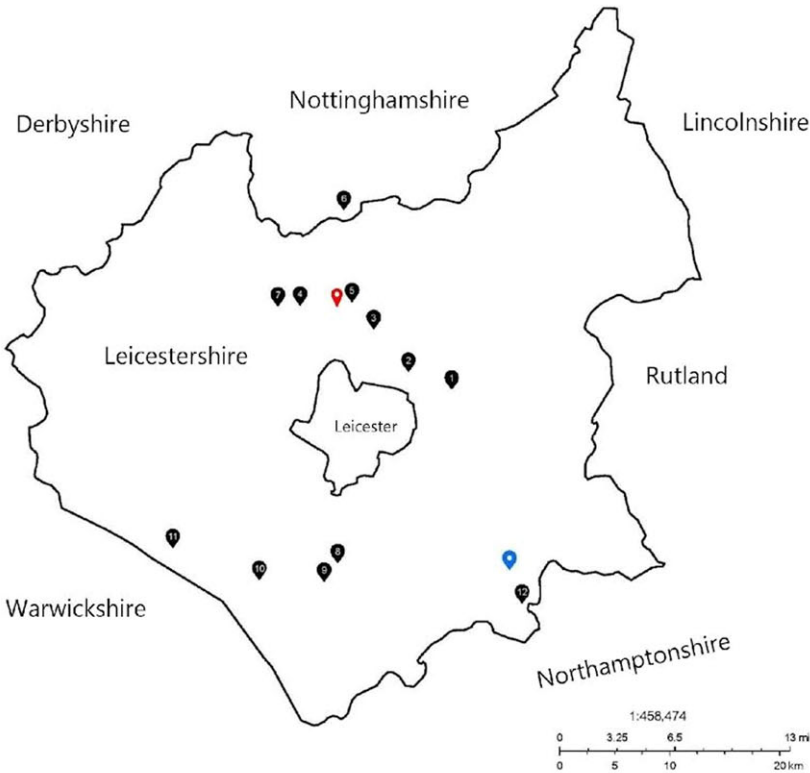 Nottinghamshire
Derbyshire
Lincolnshire
6
7
4
5
3
Leicestershire
2
1
Rutland
Leicester
11
8
10
9
12
Warwickshire
Northamptonshire
1:458,474
0 3.25 6.5 13 mi
0 5 10 20 km